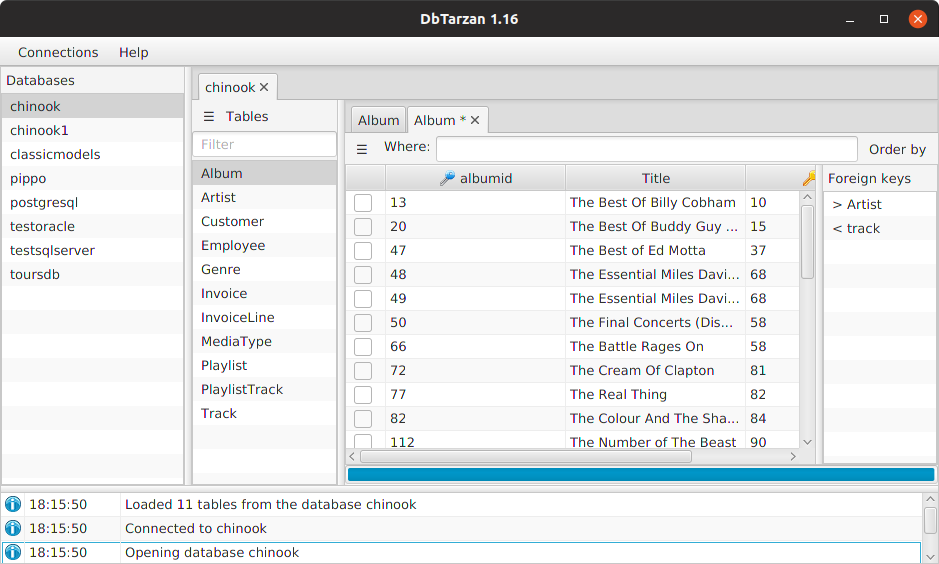 DbTarzan 1.16
Connections Help
Databases
chinook
chinook1
classicmodels
pippo
postgresql
testoracle
testsqlserver
toursdb
chinook
Tables
Filter
Album
Artist
Customer
Employee
Genre
Invoice
InvoiceLine
MediaType
Playlist
PlaylistTrack
Track
Album Album *
Where: Order by
albumid Title
13 The Best Of Billy Cobham 10
20 The Best Of Buddy Guy ... 15
47 The Best of Ed Motta 37
48 The Essential Miles Davi... 68
49 The Essential Miles Davi... 68
50 The Final Concerts (Dis... 58
66 The Battle Rages On 58
72 The Cream Of Clapton 81
77 The Real Thing 82
82 The Colour And The Sha... 84
112 The Number of The Beast 90
Foreign keys
> Artist
< track
18:15:50 Loaded 11 tables from the database chinook
18:15:50 Connected to chinook
18:15:50 Opening database chinook